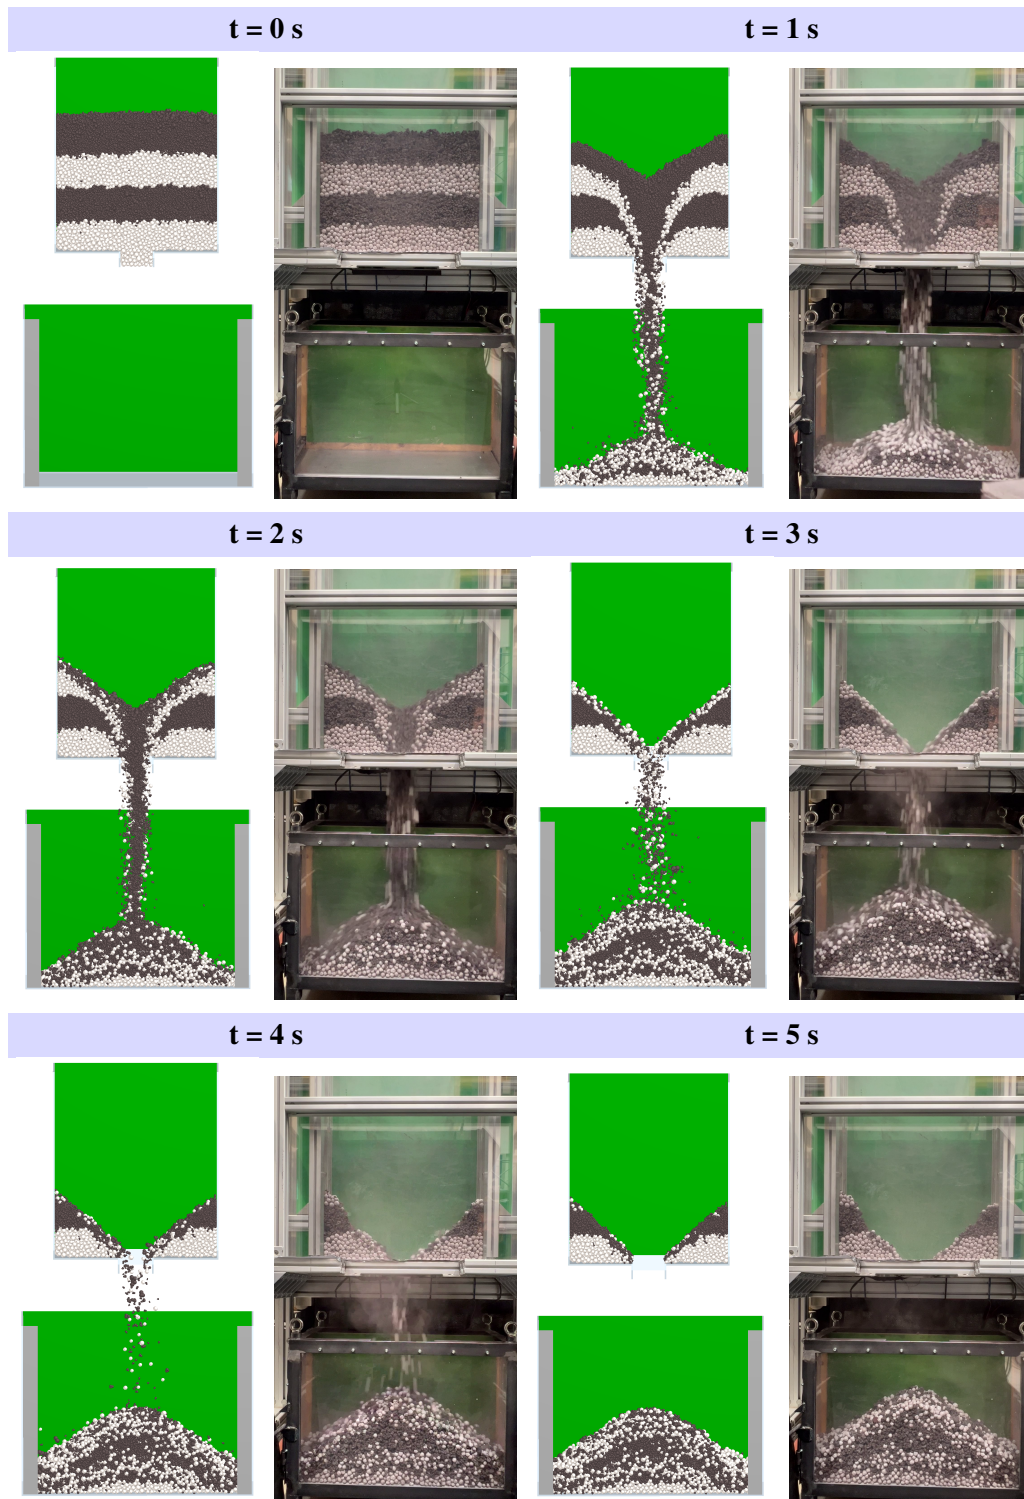 t = 0 s
t = 1 s
t = 2 s
t = 3 s
t = 4 s
t = 5 s